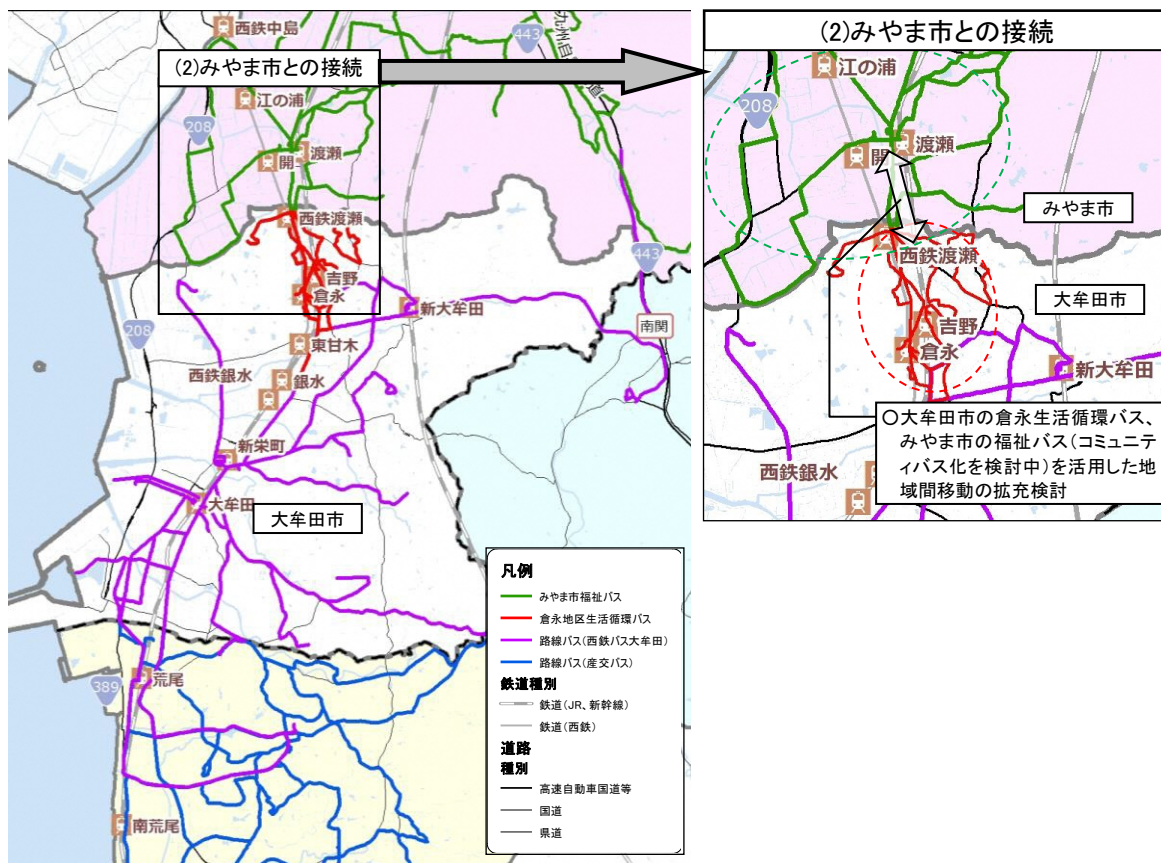 西鉄中島
443
九州自
道
(2)みやま市との接続
江の浦
208
渡瀬
開
西鉄渡瀬
吉野
倉永
443
新大牟田
南関
208
東甘木
西鉄銀水
銀水
新栄町
大牟田
大牟田市
荒尾
389
南荒尾
凡例
みやま市福祉バス
倉永地区生活循環バス
路線バス(西鉄バス大牟田)
路線バス(産交バス)
鉄道種別
鉄道(JR、新幹線)
鉄道(西鉄)
道路
種別
高速自動車国道等
国道
県道
(2)みやま市との接続
江の浦
208
渡瀬
開
みやま市
西鉄渡瀬
大牟田市
吉野
倉永
新大牟田
〇大牟田市の倉永生活循環バス、
みやま市の福祉バス(コミュニテ
ィバス化を検討中)を活用した地
域間移動の拡充検討
西鉄銀水